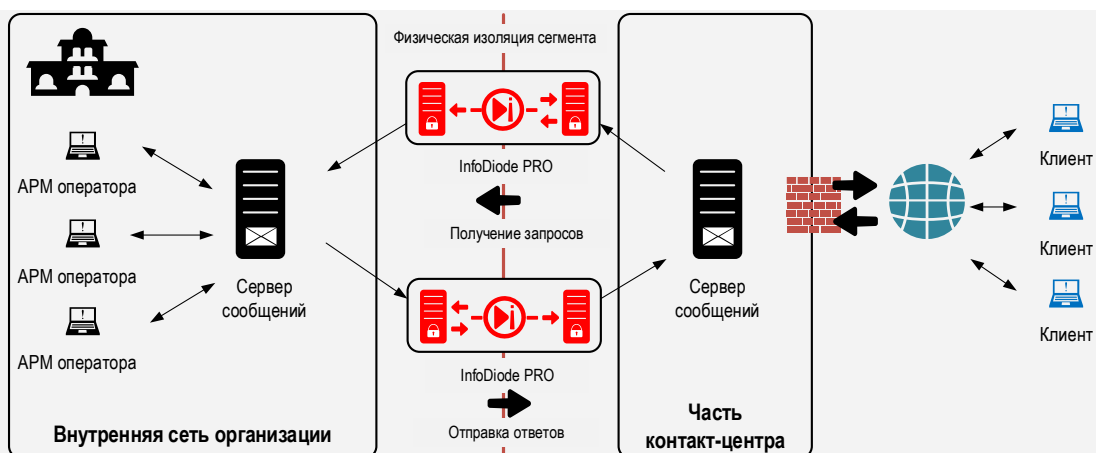 Физическая изоляция сегмента
InfoDiode PRO
Получение запросов
АРМ оператора
АРМ оператора
АРМ оператора
Сервер
сообщений
InfoDiode PRO
Отправка ответов
Внутренняя сеть организации
Сервер
сообщений
Часть
контакт-центра
Клиент
Клиент
Клиент